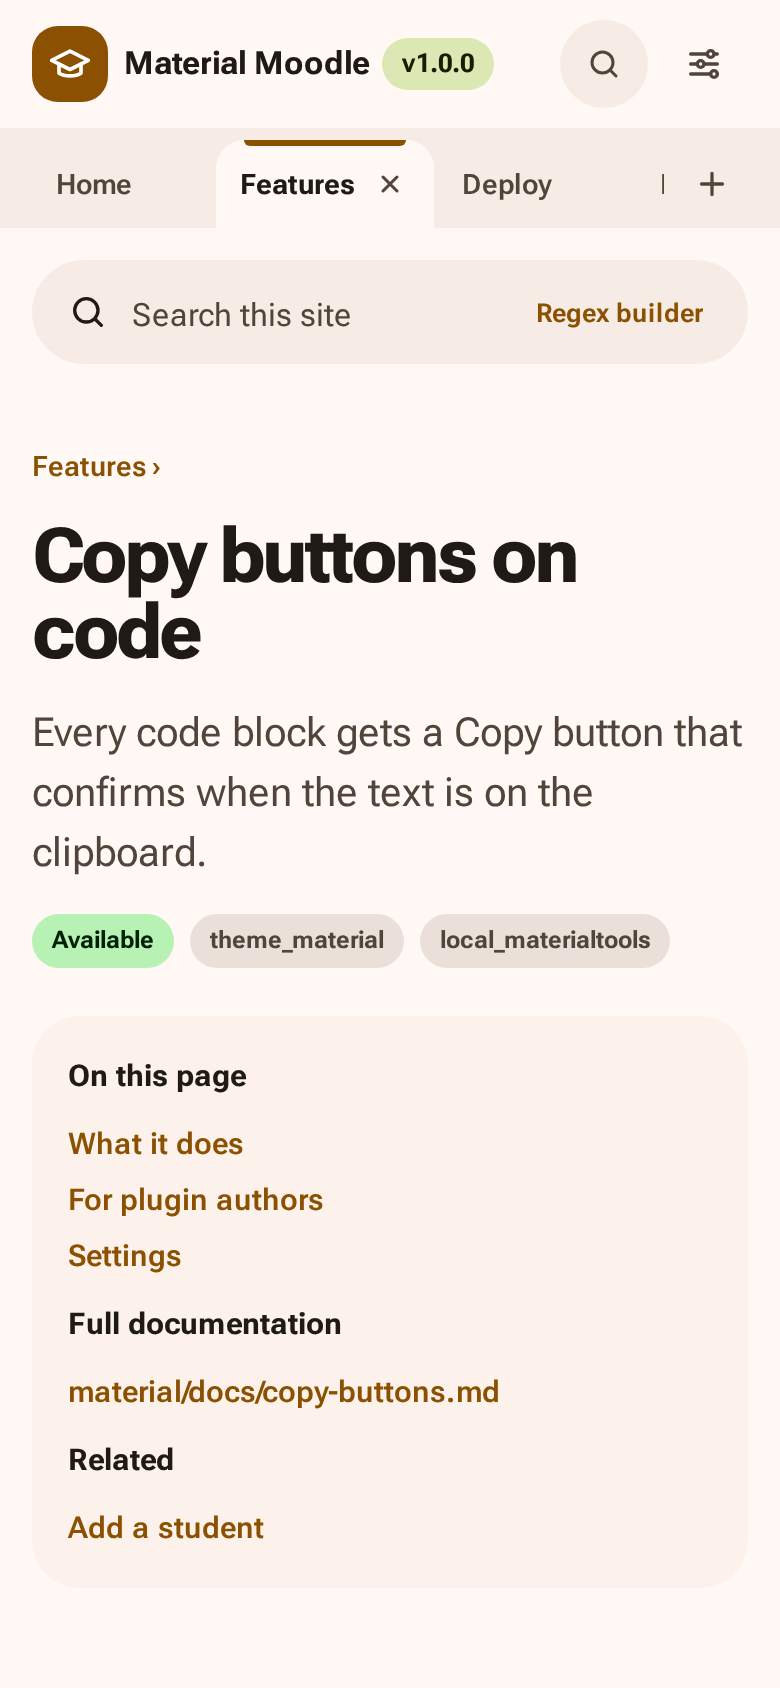 Material Moodle v1.0.0
Home Features Deploy
Search this site Regex builder
Features ›
Copy buttons on
code
Every code block gets a Copy button that
confirms when the text is on the
clipboard.
Available theme_material local_materialtools
On this page
What it does
For plugin authors
Settings
Full documentation
material/docs/copy-buttons.md
Related
Add a student